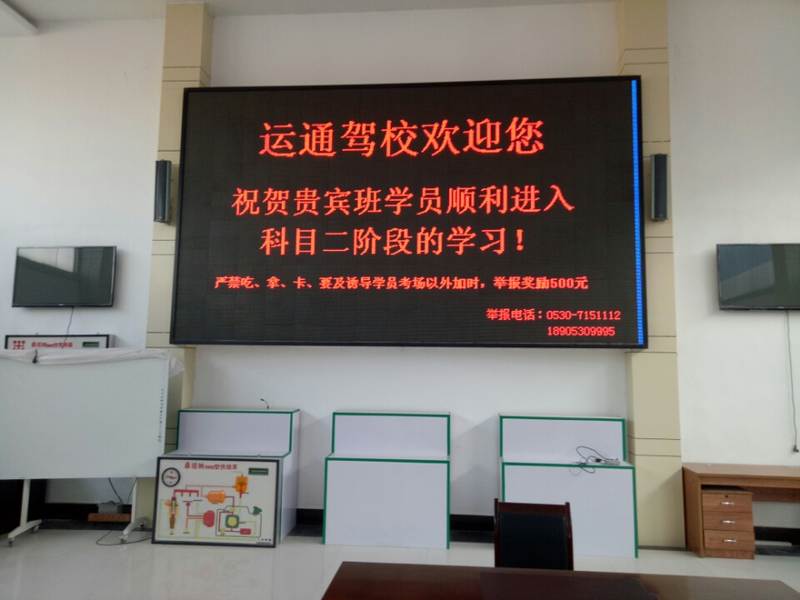 运通驾校欢迎您
祝贺贵宾班学员顺利进入
科目二阶段的学习！
严禁吃、拿、卡、要及诱导学员考场以外加时，举报奖励500元
举报电话：0530-7151112
18905309995